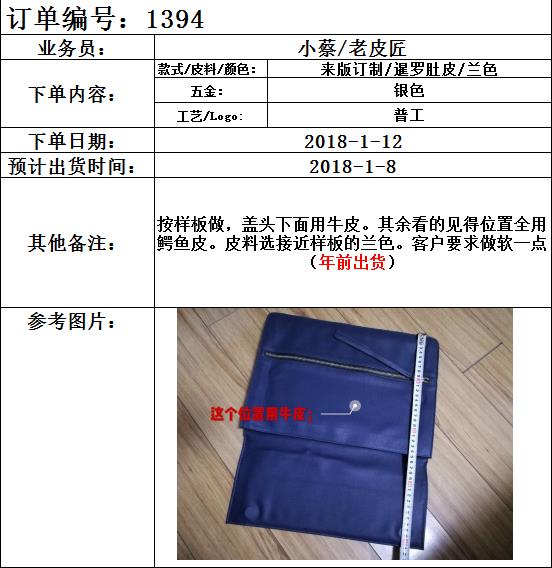 订单编号：1394
业务员： 小蔡/老皮匠
下单内容：
款式/皮料/颜色： 来版订制/暹罗肚皮/兰色
五金： 银色
工艺/Logo: 普工
下单日期： 2018-1-12
预计出货时间： 2018-1-8
其他备注：
按样板做，盖头下面用牛皮。其余看的见得位置全用
鳄鱼皮。皮料选接近样板的兰色。客户要求做软一点
（年前出货）
参考图片：
这个位置用牛皮；